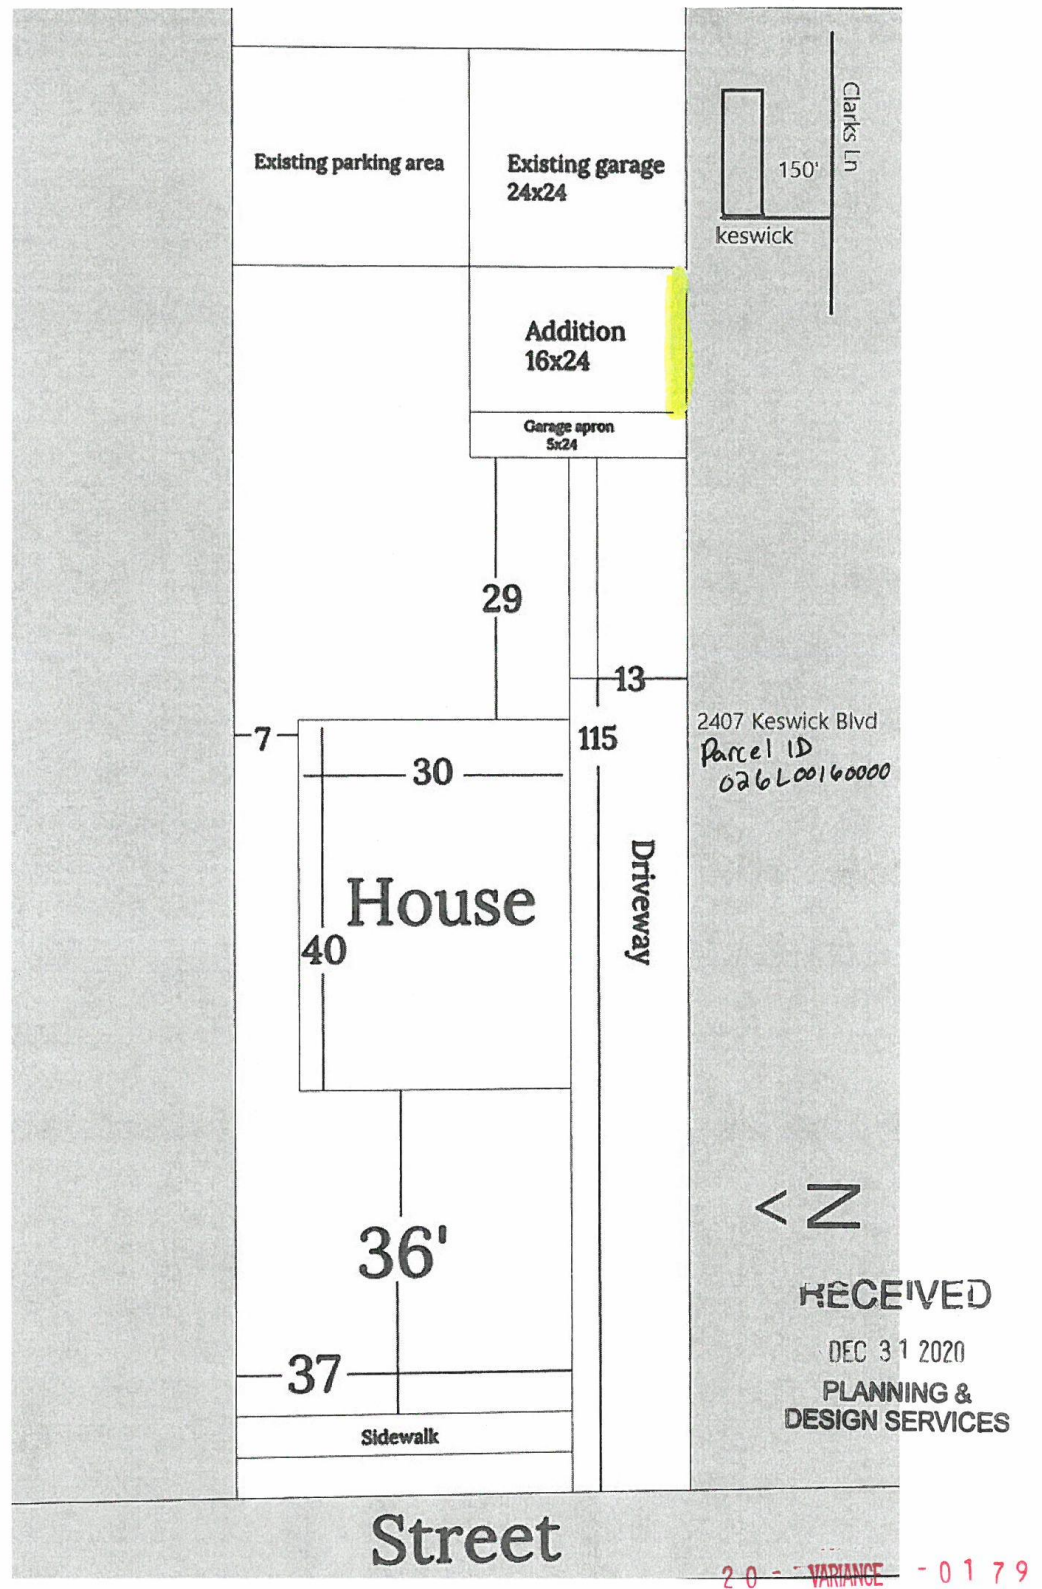 Clarks Ln
Existing parking area
Existing garage
24x24
150'
keswick
Addition
16x24
Garage apron
5x24
29
13
2407 Keswick Blvd
Parcel ID
026L00160000
7
115
30
House
Driveway
40
< N
36'
RECEIVED
DEC 31 2020
PLANNING &
DESIGN SERVICES
37
Sidewalk
Street
20 - VARIANCE - 0179